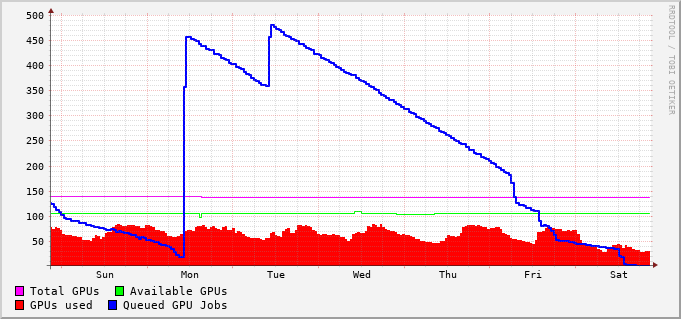 500
450
400
350
300
250
200
150
100
50
Sun Mon Tue Wed Thu Fri Sat
RRDTOOL / TOBI OETIKER
Total GPUs Available GPUs
GPUs used Queued GPU Jobs